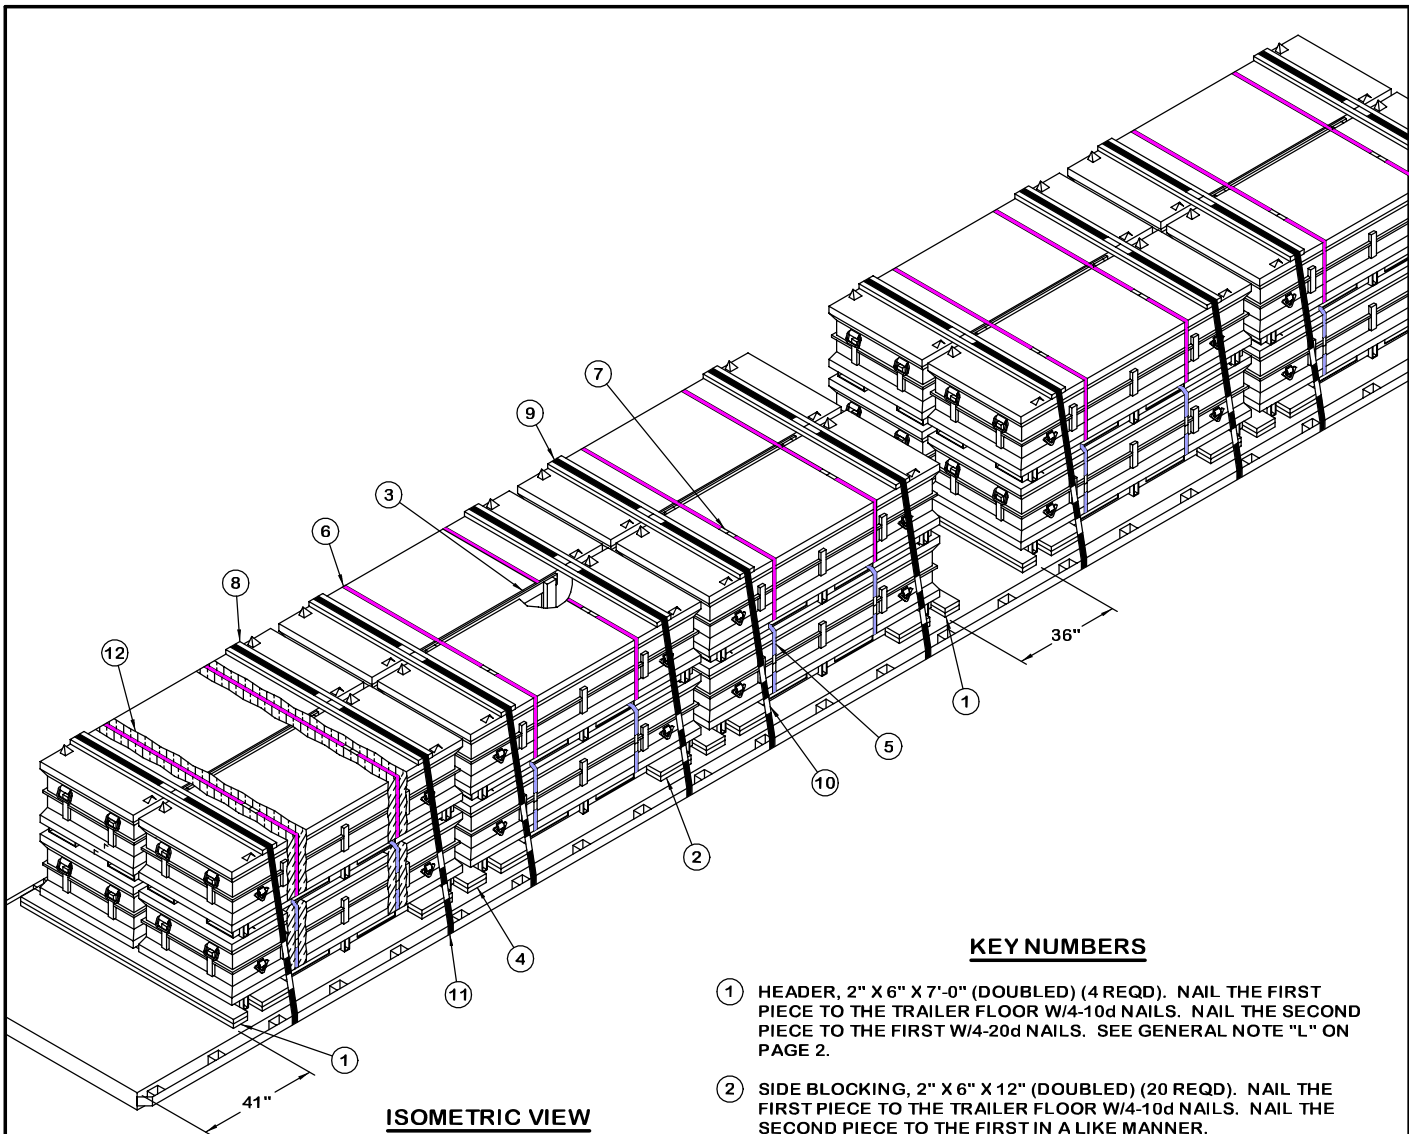 7
9
3
6
8
12
36"
1
5
10
2
4
11
1
41"
ISOMETRIC VIEW
KEY NUMBERS
1 HEADER, 2" X 6" X 7'-0" (DOUBLED) (4 REQD). NAIL THE FIRST
PIECE TO THE TRAILER FLOOR W/4-10d NAILS. NAIL THE SECOND
PIECE TO THE FIRST W/4-20d NAILS. SEE GENERAL NOTE "L" ON
PAGE 2.
2 SIDE BLOCKING, 2" X 6" X 12" (DOUBLED) (20 REQD). NAIL THE
FIRST PIECE TO THE TRAILER FLOOR W/4-10d NAILS. NAIL THE
SECOND PIECE TO THE FIRST IN A LIKE MANNER.